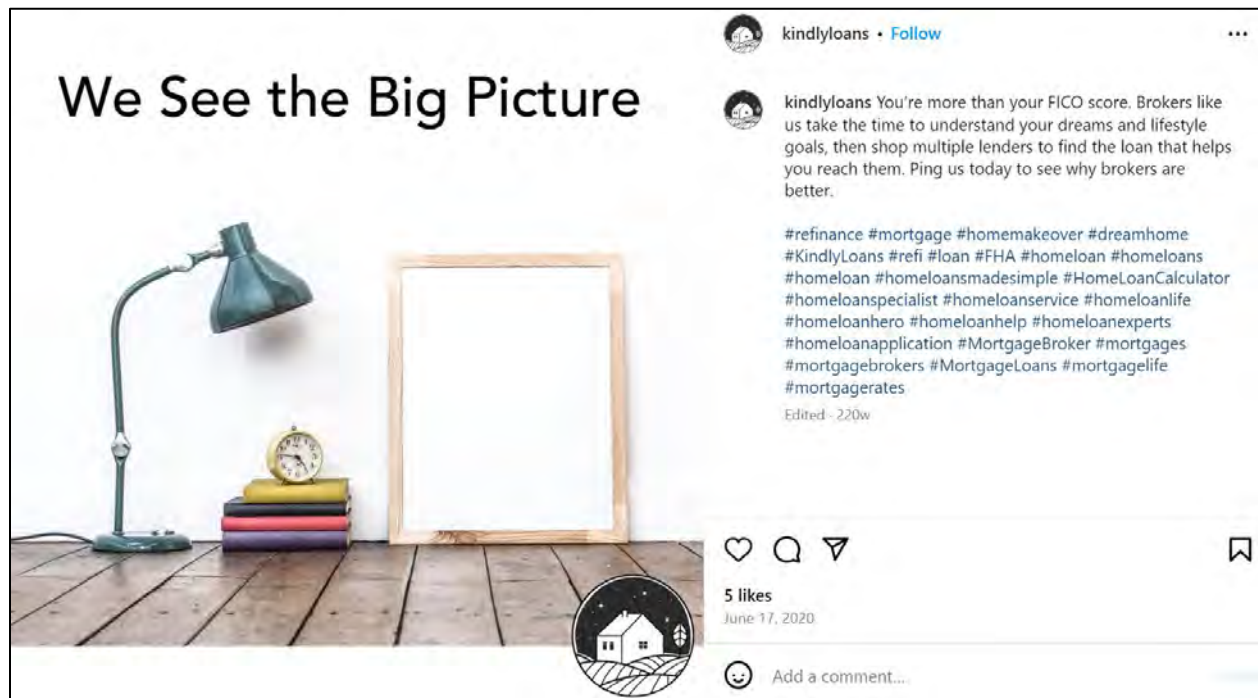 We See the Big Picture
kindlyloans • Follow
kindlyloans You're more than your FICO score. Brokers like
us take the time to understand your dreams and lifestyle
goals, then shop multiple lenders to find the loan that helps
you reach them. Ping us today to see why brokers are
better.
#refinance #mortgage #homemakeover #dreamhome
#KindlyLoans #refi #loan #FHA #homeloan #homeloans
#homeloan #homeloansmadesimple #HomeLoanCalculator
#homeloanspecialist #homeloanservice #homeloanlife
#homeloanhero #homeloanhelp #homeloanexperts
#homeloanapplication #MortgageBroker #mortgages
#mortgagebrokers #MortgageLoans #mortgagelife
#mortgagerates
Edited · 220w
5 likes
June 17, 2020
Add a comment...